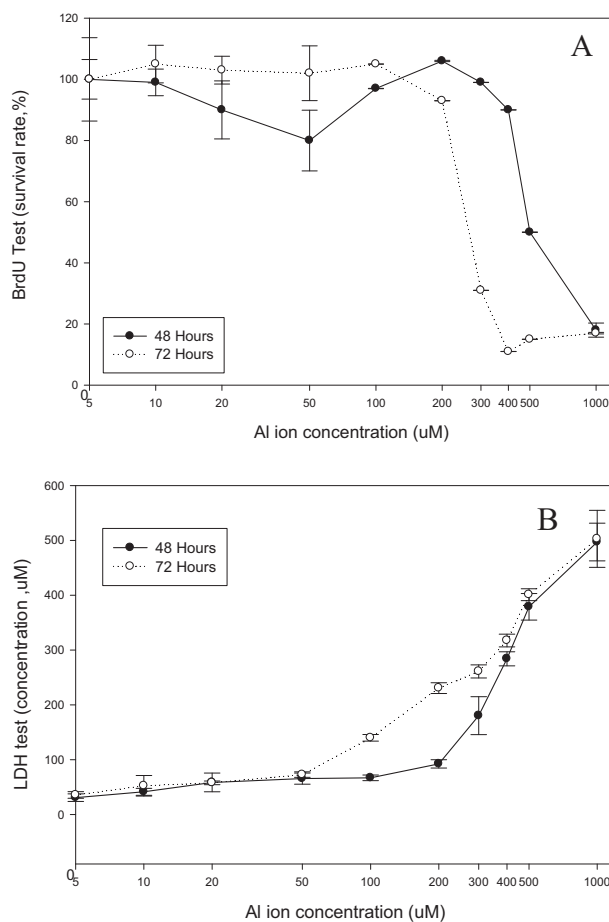 120
A
100
80
60
40
20
0
BrdU Test (survival rate,%)
48 Hours
72 Hours
0
5 10 20 50 100 200 300 400 500 1000
Al ion concentration (uM)
600
B
500
400
300
200
100
0
LDH test (concentration ,uM)
48 Hours
72 Hours
0
5 10 20 50 100 200 300 400 500 1000
Al ion concentration (uM)